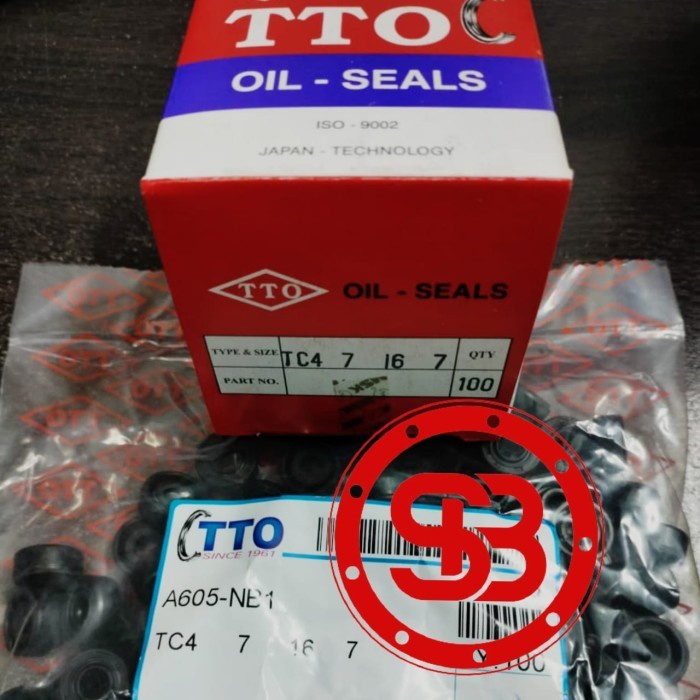 TTO
OIL - SEALS
ISO - 9002
JAPAN - TECHNOLOGY
TTO OIL - SEALS
TYPE & SIZE TC4 7 16 7 QTY
PART NO. 100
TTO
SINCE 1961
A605-NB1
TC4 7 16 7
SB